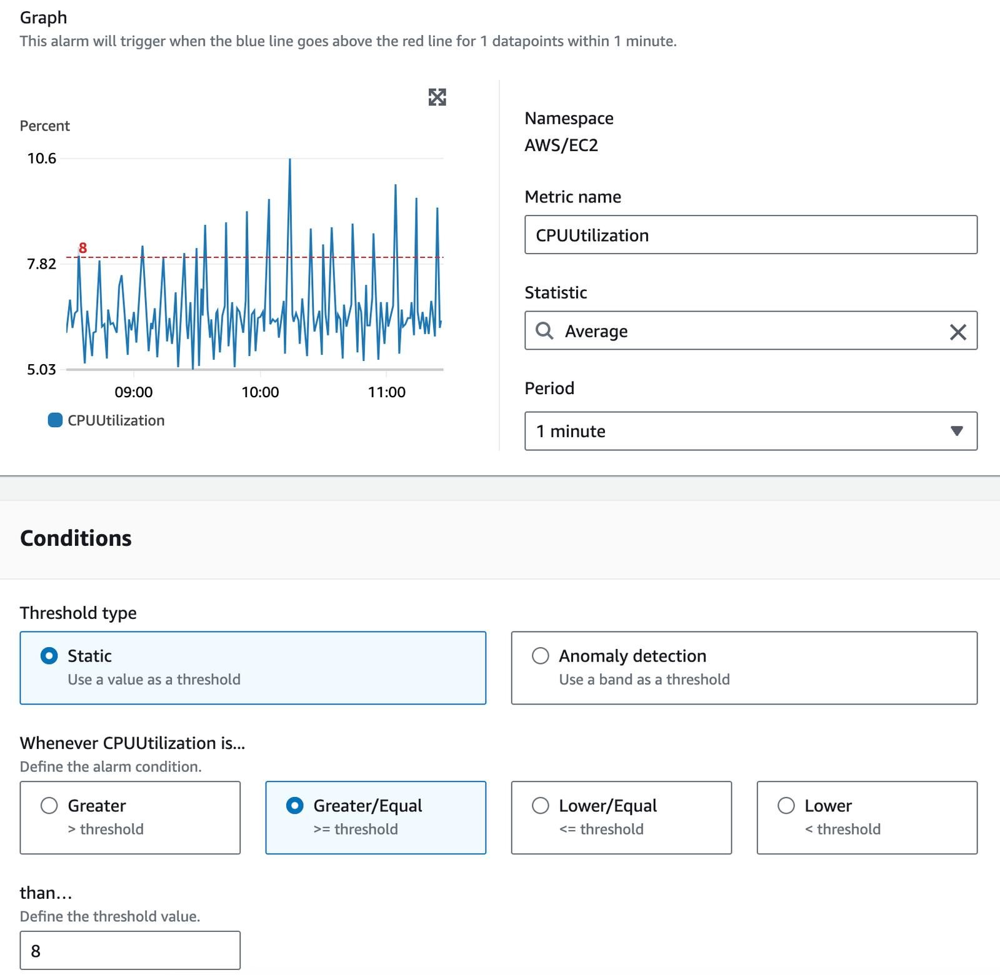 Graph
This alarm will trigger when the blue line goes above the red line for 1 datapoints within 1 minute.
Percent
10.6
8
7.82
5.03
09:00
10:00
11:00
CPUUtilization
Namespace
AWS/EC2
Metric name
CPUUtilization
Statistic
Average
Period
1 minute
Conditions
Threshold type
Static
Use a value as a threshold
Anomaly detection
Use a band as a threshold
Whenever CPUUtilization is...
Define the alarm condition.
Greater
> threshold
Greater/Equal
>= threshold
Lower/Equal
<= threshold
Lower
< threshold
than...
Define the threshold value.
8